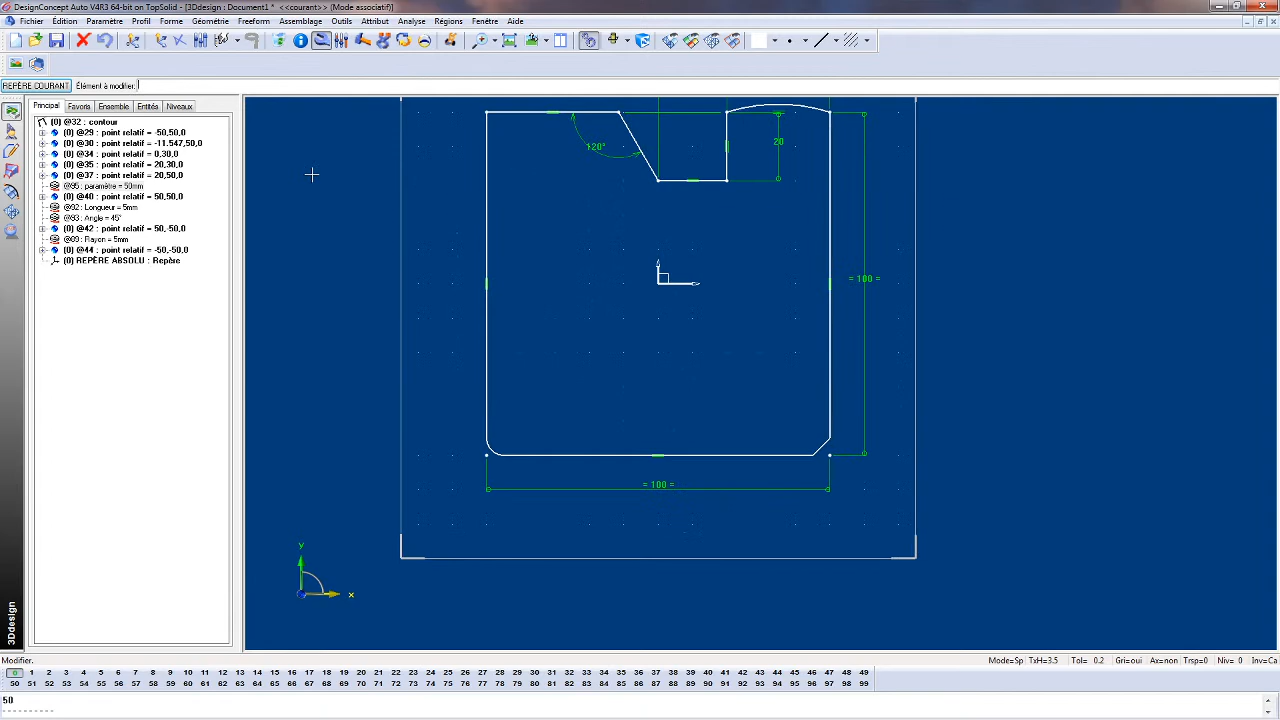 DesignConcept Auto V4R3 64-bit on TopSolid - [3Ddesign : Document1 * <<courant>> (Mode associatif)
Fichier Édition Paramètre Profil Forme Géométrie Freeform Assemblage Outils Attribut Analyse Régions Fenêtre Aide
REPÈRE COURANT Élément à modifier:
Principal Favoris Ensemble Entités Niveaux
(0) @32 : contour
(0) @29 : point relatif = -50,50,0
(0) @30 : point relatif = -11.547,50,0
(0) @34 : point relatif = 0,30,0
(0) @35 : point relatif = 20,30,0
(0) @37 : point relatif = 20,50,0
@95 : paramètre = 50mm
(0) @40 : point relatif = 50,50,0
@92 : Longueur = 5mm
@93 : Angle = 45°
(0) @42 : point relatif = 50,-50,0
@89 : Rayon = 5mm
(0) @44 : point relatif = -50,-50,0
(0) REPÈRE ABSOLU : Repère
120°
20
= 100 =
= 100 =
y
x
3Ddesign
Modifier.
Mode=Sp TxH=3.5 Tol= 0.2 Gri=oui Ax=non Trsp=0 Niv= 0 Inv=Ca
0 1 2 3 4 5 6 7 8 9 10 11 12 13 14 15 16 17 18 19 20 21 22 23 24 25 26 27 28 29 30 31 32 33 34 35 36 37 38 39 40 41 42 43 44 45 46 47 48 49
50 51 52 53 54 55 56 57 58 59 60 61 62 63 64 65 66 67 68 69 70 71 72 73 74 75 76 77 78 79 80 81 82 83 84 85 86 87 88 89 90 91 92 93 94 95 96 97 98 99
50
----------